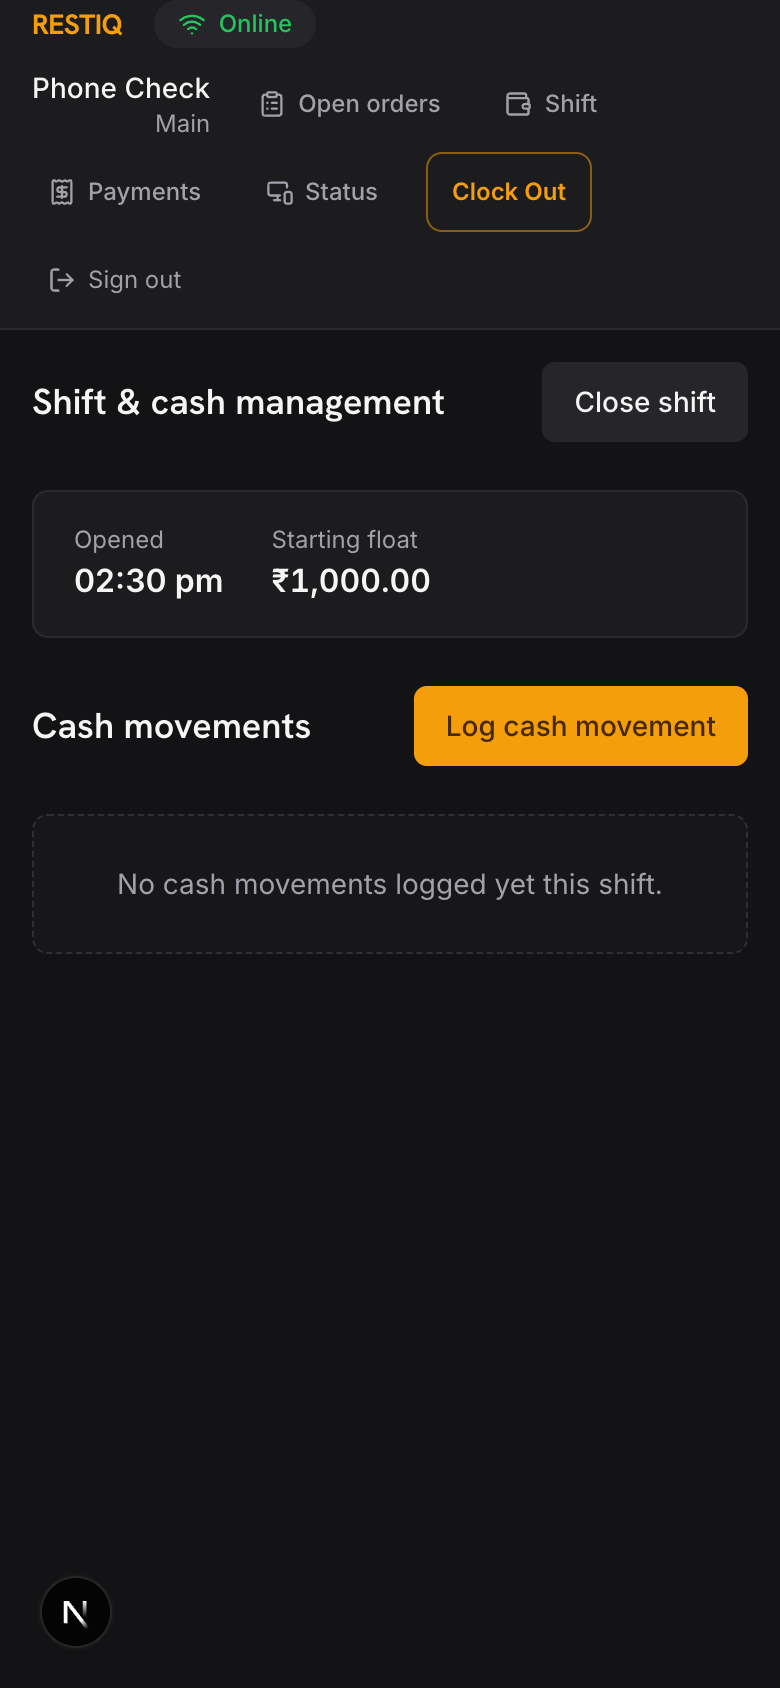 RESTIQ
Online
Phone Check
Main
Open orders
Shift
Payments
Status
Clock Out
Sign out
Shift & cash management
Close shift
Opened
Starting float
02:30 pm
₹1,000.00
Cash movements
Log cash movement
No cash movements logged yet this shift.
N